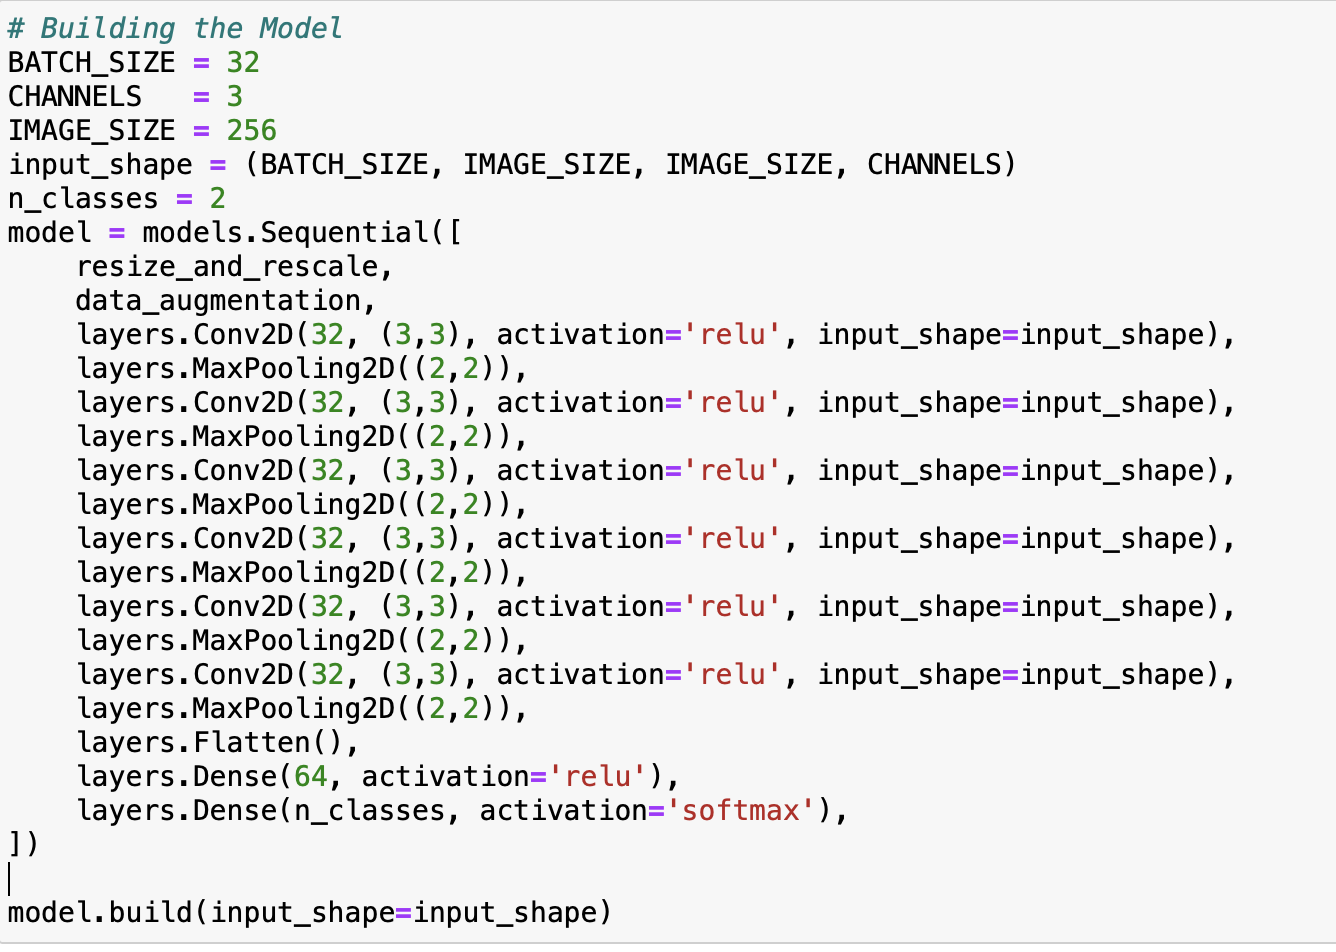 # Building the Model
BATCH_SIZE = 32
CHANNELS   = 3
IMAGE_SIZE = 256
input_shape = (BATCH_SIZE, IMAGE_SIZE, IMAGE_SIZE, CHANNELS)
n_classes = 2
model = models.Sequential([
    resize_and_rescale,
    data_augmentation,
    layers.Conv2D(32, (3,3), activation='relu', input_shape=input_shape),
    layers.MaxPooling2D((2,2)),
    layers.Conv2D(32, (3,3), activation='relu', input_shape=input_shape),
    layers.MaxPooling2D((2,2)),
    layers.Conv2D(32, (3,3), activation='relu', input_shape=input_shape),
    layers.MaxPooling2D((2,2)),
    layers.Conv2D(32, (3,3), activation='relu', input_shape=input_shape),
    layers.MaxPooling2D((2,2)),
    layers.Conv2D(32, (3,3), activation='relu', input_shape=input_shape),
    layers.MaxPooling2D((2,2)),
    layers.Conv2D(32, (3,3), activation='relu', input_shape=input_shape),
    layers.MaxPooling2D((2,2)),
    layers.Flatten(),
    layers.Dense(64, activation='relu'),
    layers.Dense(n_classes, activation='softmax'),
])
model.build(input_shape=input_shape)